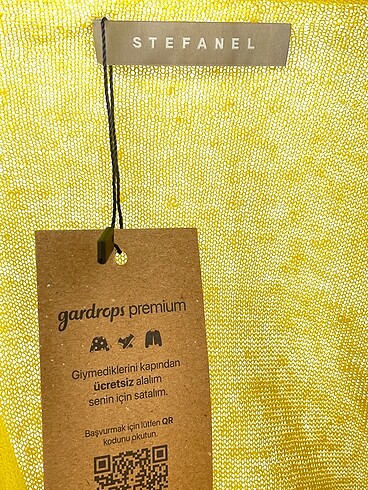 STEFANEL
gardrops premium
Giymediklerini kapından
ücretsiz alalım
senin için satalım.
Başvurmak için lütfen QR
kodunu okutun.